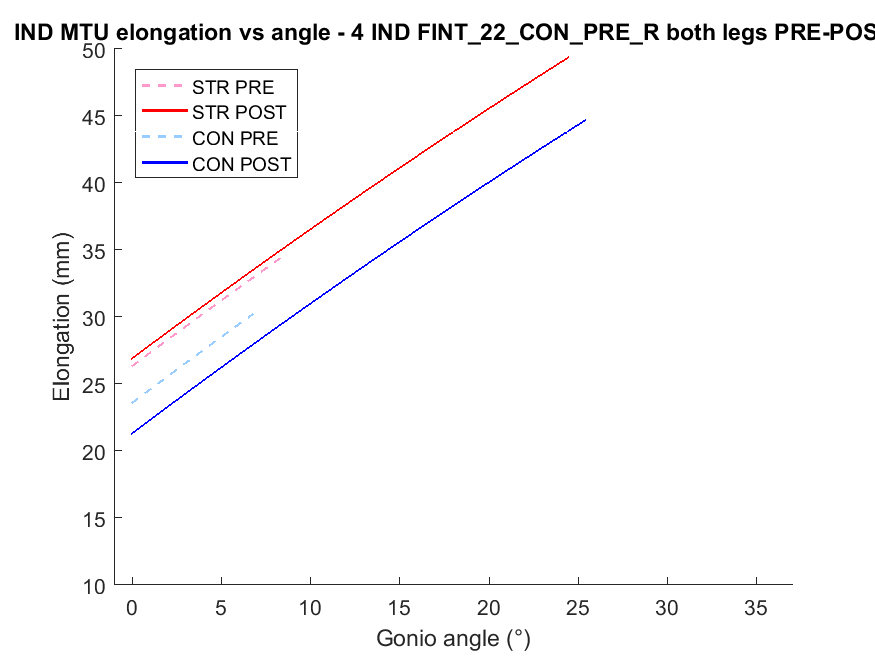 IND MTU elongation vs angle - 4 IND FINT_22_CON_PRE_R both legs PRE-POS
50
45
40
35
30
25
20
15
10
STR PRE
STR POST
CON PRE
CON POST
Elongation (mm)
0 5 10 15 20 25 30 35
Gonio angle (°)